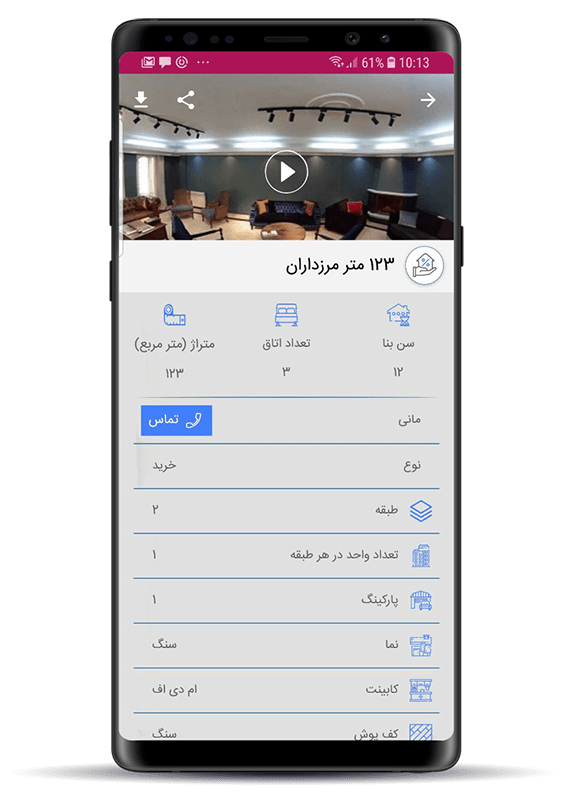 61% 10:13
۱۲۳ متر مرزداران
سن بنا
۱۲
تعداد اتاق
۳
متراژ (متر مربع)
۱۲۳
مانی
تماس
نوع
خرید
طبقه
۲
تعداد واحد در هر طبقه
۱
پارکینگ
۱
نما
سنگ
کابینت
ام دی اف
کف پوش
سنگ